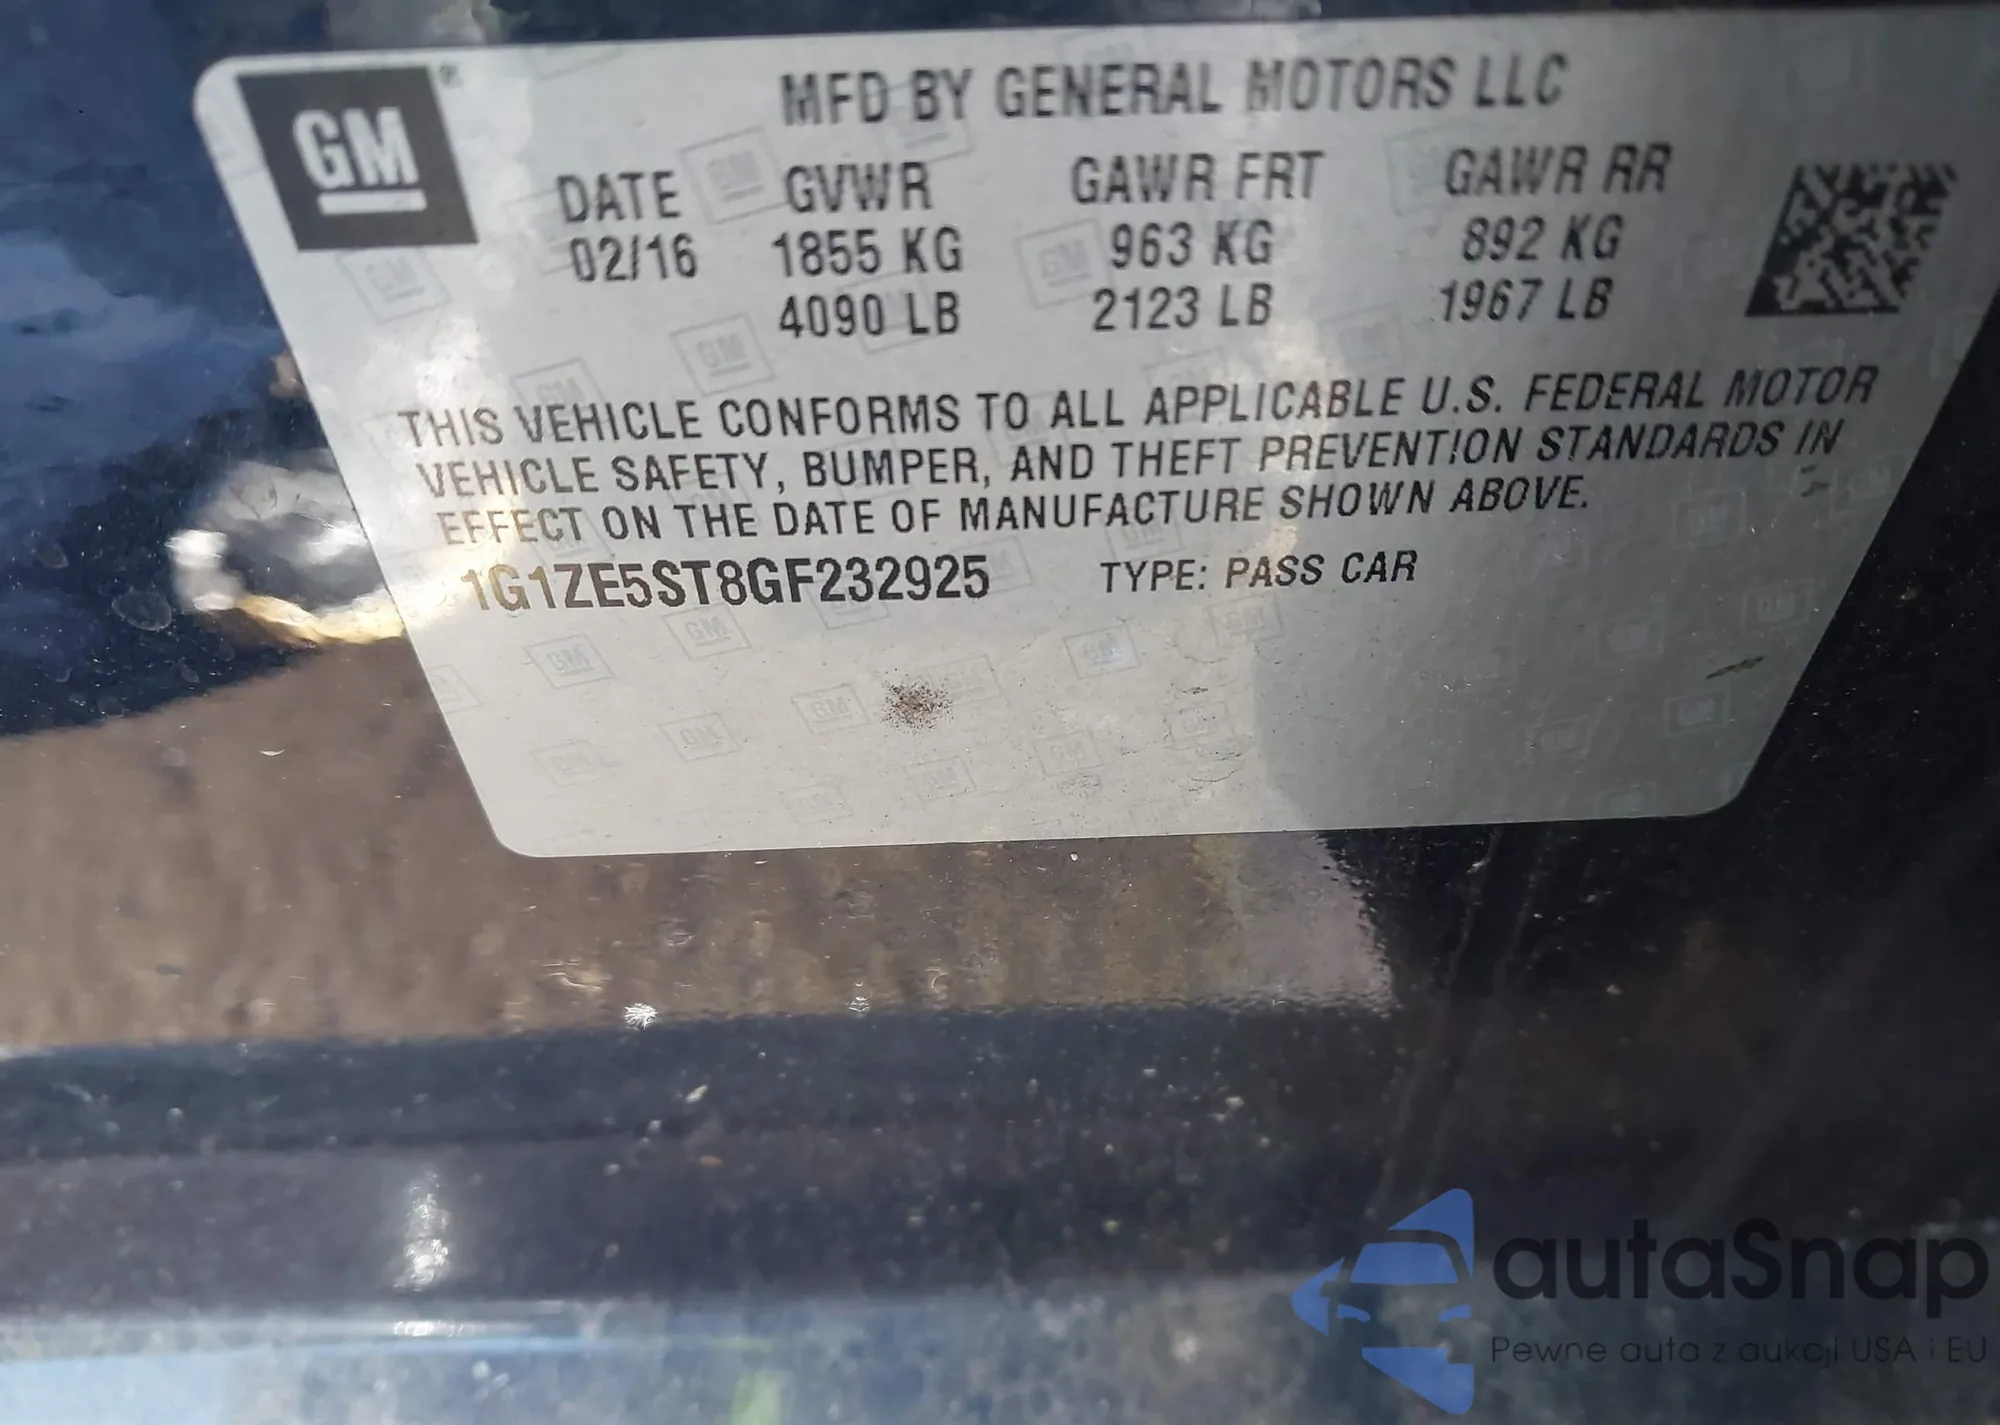 GM ®
MFD BY GENERAL MOTORS LLC
DATE GVWR GAWR FRT GAWR RR
02/16 1855 KG 963 KG 892 KG
4090 LB 2123 LB 1967 LB
THIS VEHICLE CONFORMS TO ALL APPLICABLE U.S. FEDERAL MOTOR
VEHICLE SAFETY, BUMPER, AND THEFT PREVENTION STANDARDS IN
EFFECT ON THE DATE OF MANUFACTURE SHOWN ABOVE.
1G1ZE5ST8GF232925 TYPE: PASS CAR
autaSnap
Pewne auta z aukcji USA i EU